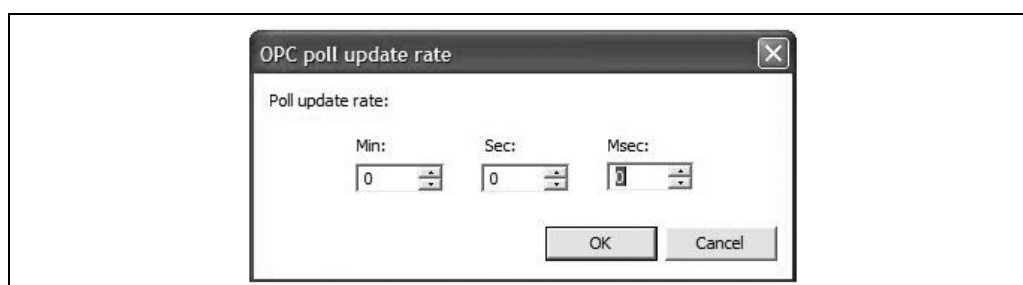 OPC poll update rate
Poll update rate:
Min: Sec: Msec:
0 0 0
OK Cancel